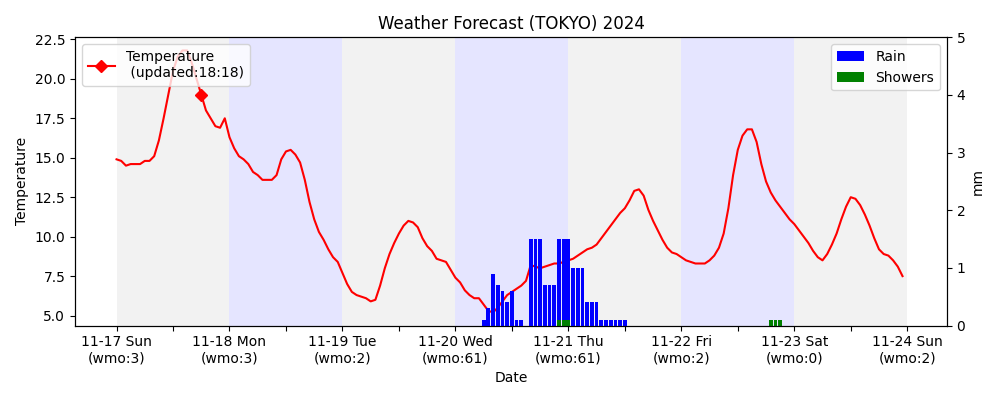 Weather Forecast (TOKYO) 2024
Temperature
(updated:18:18)
Rain
Showers
22.5
20.0
17.5
15.0
12.5
10.0
7.5
5.0
Temperature
5
4
3
2
1
0
mm
11-17 Sun 11-18 Mon 11-19 Tue 11-20 Wed 11-21 Thu 11-22 Fri 11-23 Sat 11-24 Sun
(wmo:3) (wmo:3) (wmo:2) (wmo:61) (wmo:61) (wmo:2) (wmo:0) (wmo:2)
Date